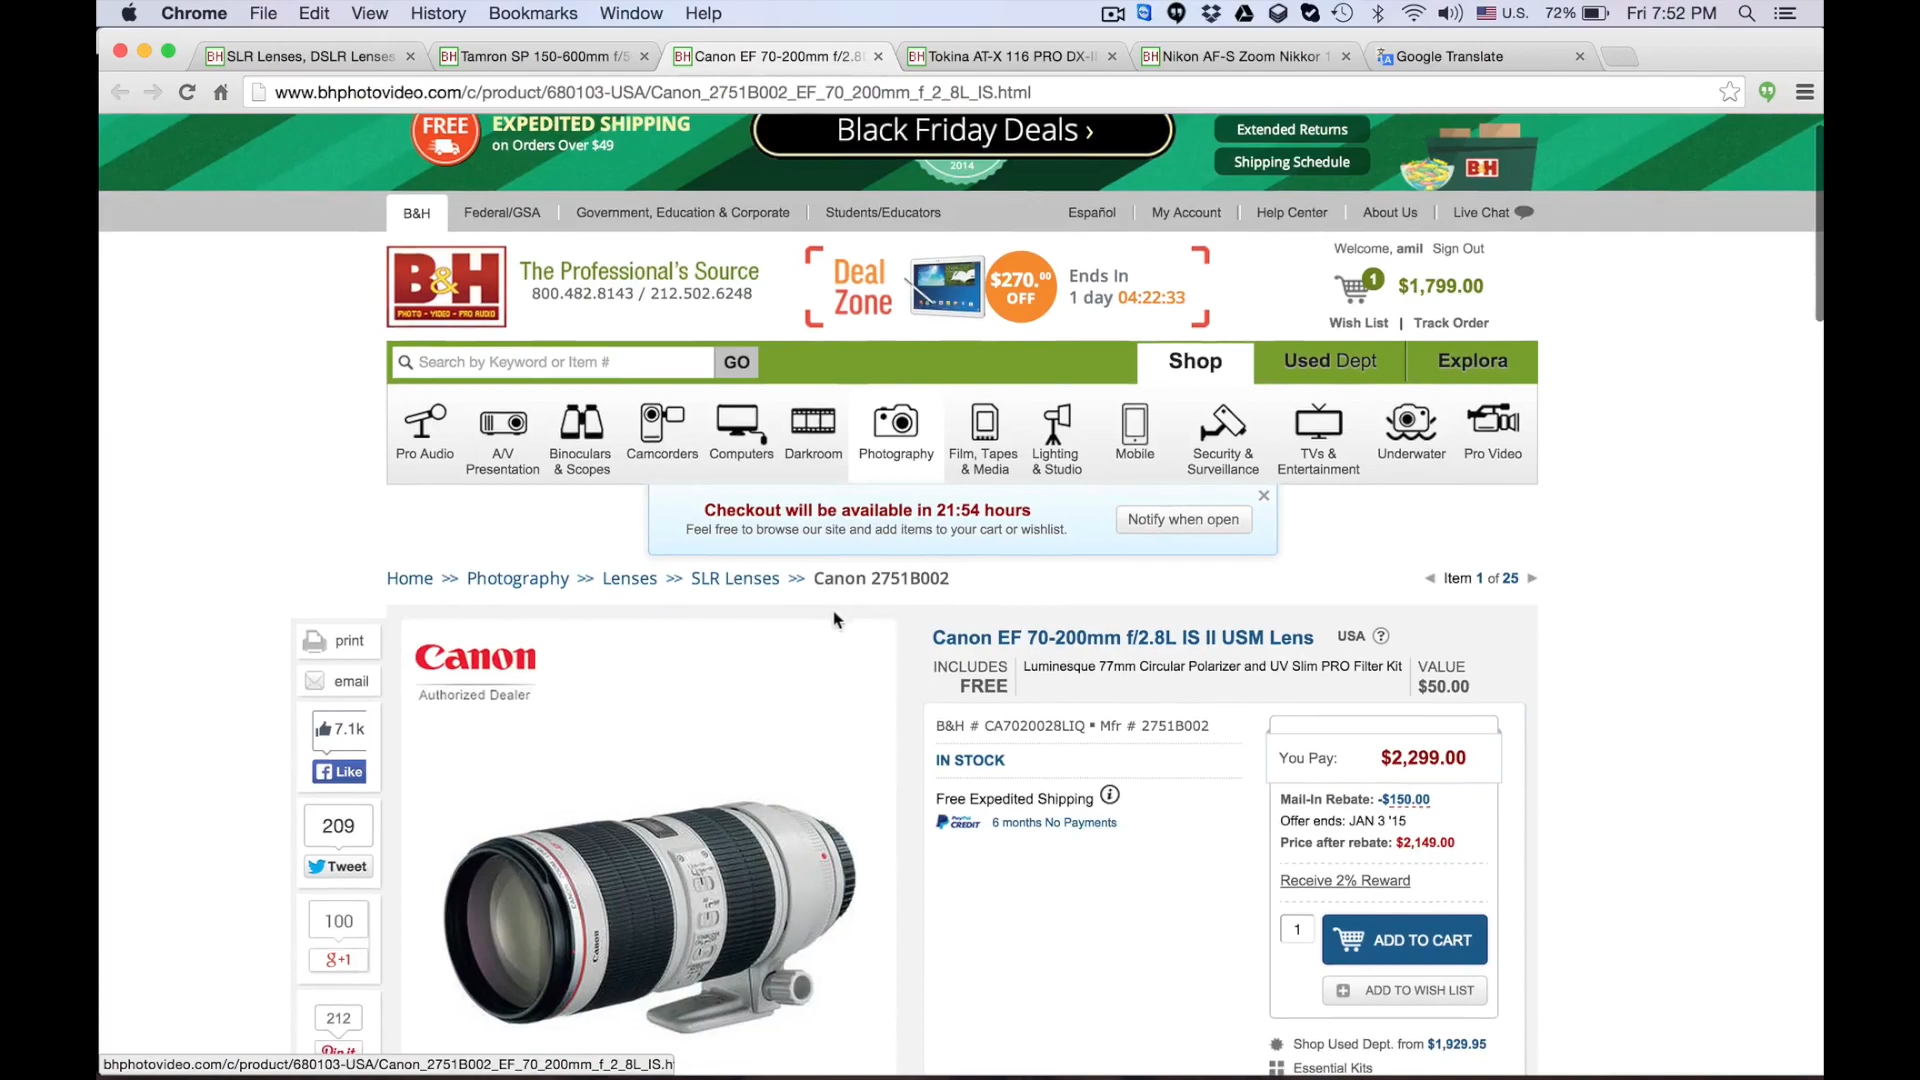 Chrome File Edit View History Bookmarks Window Help U.S. 72% Fri 7:52 PM
SLR Lenses, DSLR Lenses Tamron SP 150-600mm f/5 Canon EF 70-200mm f/2.8L Tokina AT-X 116 PRO DX-II Nikon AF-S Zoom Nikkor 1 Google Translate
www.bhphotovideo.com/c/product/680103-USA/Canon_2751B002_EF_70_200mm_f_2_8L_IS.html
FREE EXPEDITED SHIPPING
on Orders Over $49
Black Friday Deals ›
2014
Extended Returns
Shipping Schedule
B&H
B&H Federal/GSA Government, Education & Corporate Students/Educators Español My Account Help Center About Us Live Chat
B&H
PHOTO - VIDEO - PRO AUDIO
The Professional's Source
800.482.8143 / 212.502.6248
Deal Zone
$270.00 OFF
Ends In
1 day 04:22:33
Welcome, amil Sign Out
1 $1,799.00
Wish List | Track Order
Search by Keyword or Item # GO
Shop Used Dept Explora
Pro Audio
A/V Presentation
Binoculars & Scopes
Camcorders
Computers
Darkroom
Photography
Film, Tapes & Media
Lighting & Studio
Mobile
Security & Surveillance
TVs & Entertainment
Underwater
Pro Video
Checkout will be available in 21:54 hours
Feel free to browse our site and add items to your cart or wishlist.
Notify when open
Home >> Photography >> Lenses >> SLR Lenses >> Canon 2751B002
Item 1 of 25
print
email
7.1k
Like
209
Tweet
100
g+1
212
Pin it
Canon
Authorized Dealer
Canon
Canon EF 70-200mm f/2.8L IS II USM Lens USA ?
INCLUDES FREE
Luminesque 77mm Circular Polarizer and UV Slim PRO Filter Kit
VALUE $50.00
B&H # CA7020028LIQ ▪ Mfr # 2751B002
IN STOCK
Free Expedited Shipping i
PayPal CREDIT 6 months No Payments
You Pay: $2,299.00
Mail-In Rebate: -$150.00
Offer ends: JAN 3 '15
Price after rebate: $2,149.00
Receive 2% Reward
1 ADD TO CART
ADD TO WISH LIST
Shop Used Dept. from $1,929.95
Essential Kits
bhphotovideo.com/c/product/680103-USA/Canon_2751B002_EF_70_200mm_f_2_8L_IS.h